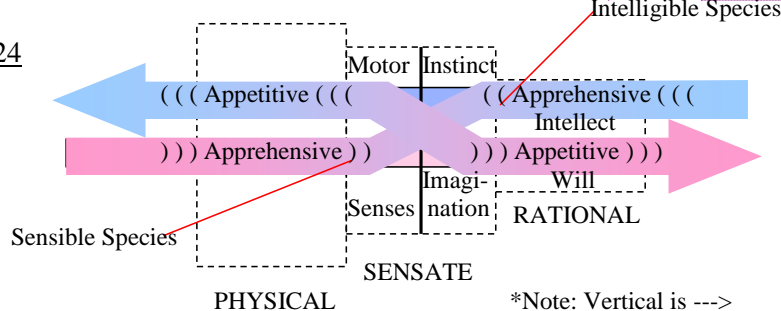 Intelligible Species
24
Motor Instinct
( ( ( Appetitive ( ( ( ( ( Apprehensive ( ( (
Intellect
) ) ) Apprehensive ) ) ) ) ) Appetitive ) ) )
Imagi- Will
Senses nation
RATIONAL
Sensible Species
SENSATE
PHYSICAL *Note: Vertical is --->